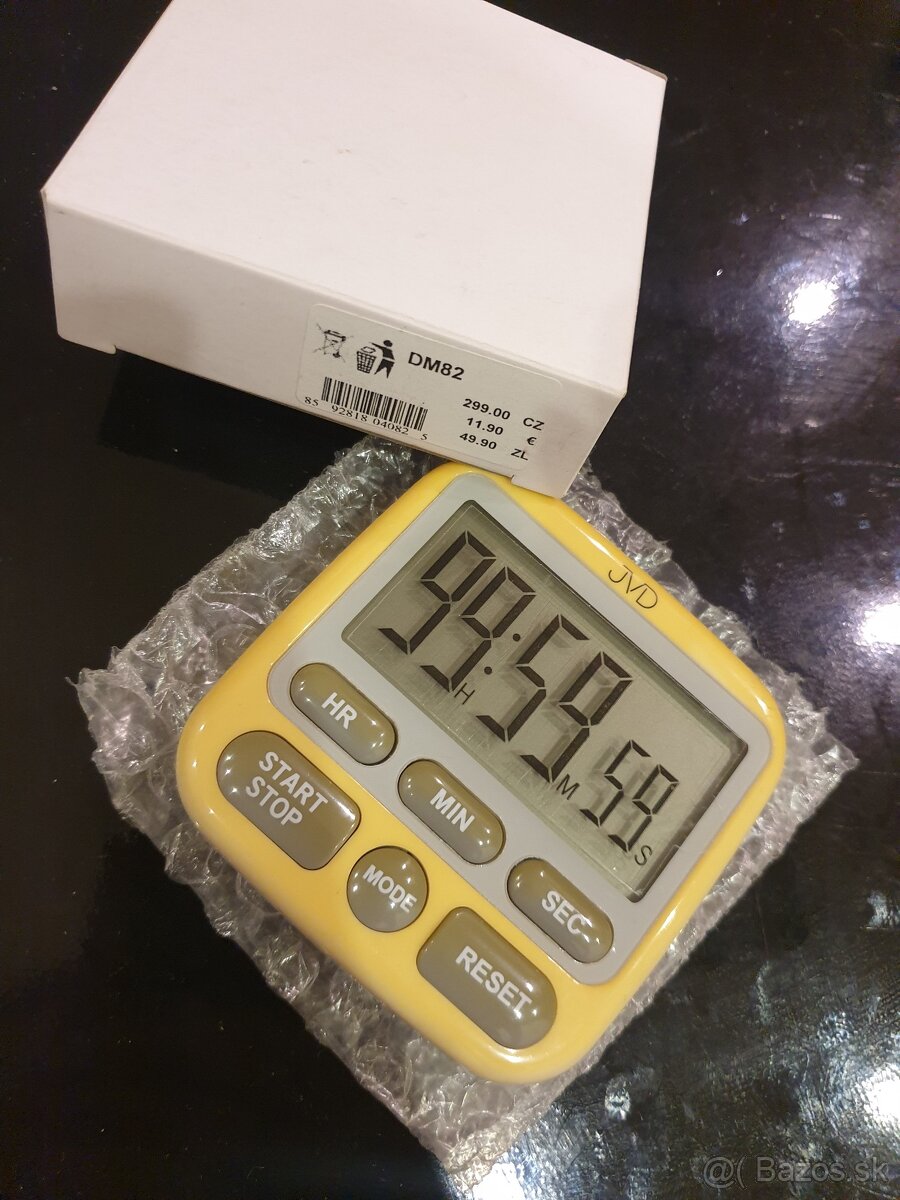 DM82
299.00 CZ
11.90 €
49.90 ZL
85 92818 04082 5
JVD
99:59 59
H M S
HR
MIN
SEC
START
STOP
MODE
RESET
@( Bazos.sk